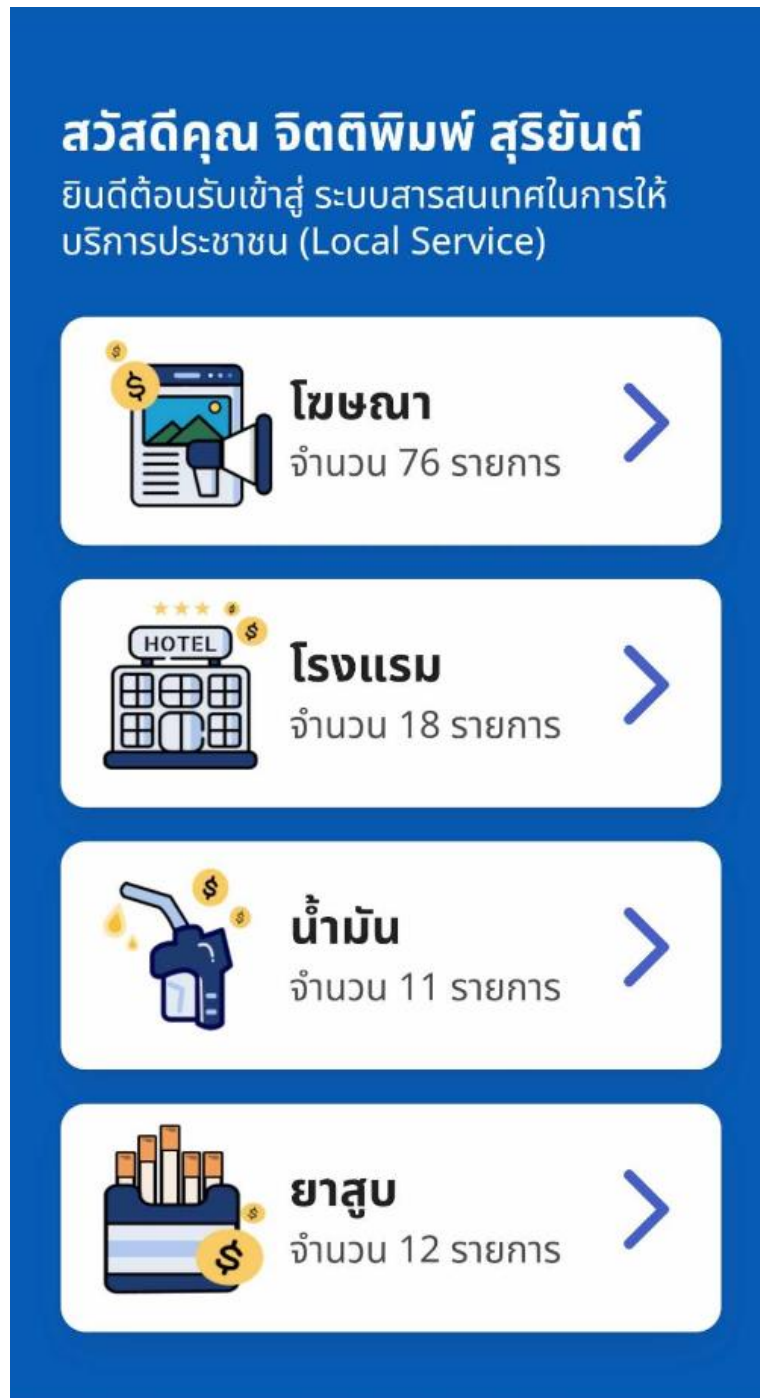 สวัสดีคุณ จิตติพิมพ์ สุริยันต์
ยินดีต้อนรับเข้าสู่ ระบบสารสนเทศในการให้
บริการประชาชน (Local Service)
โฆษณา
จำนวน 76 รายการ
HOTEL
โรงแรม
จำนวน 18 รายการ
น้ำมัน
จำนวน 11 รายการ
ยาสูบ
จำนวน 12 รายการ